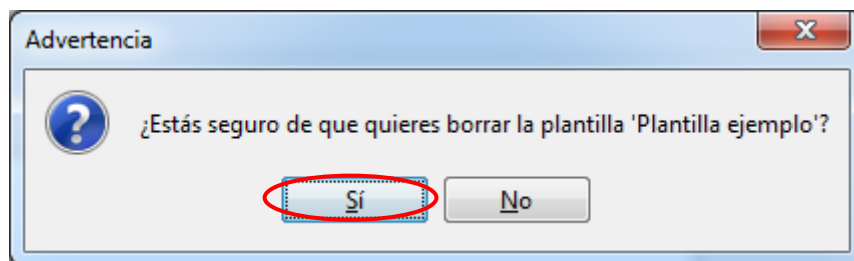 Advertencia
¿Estás seguro de que quieres borrar la plantilla 'Plantilla ejemplo'?
Sí No